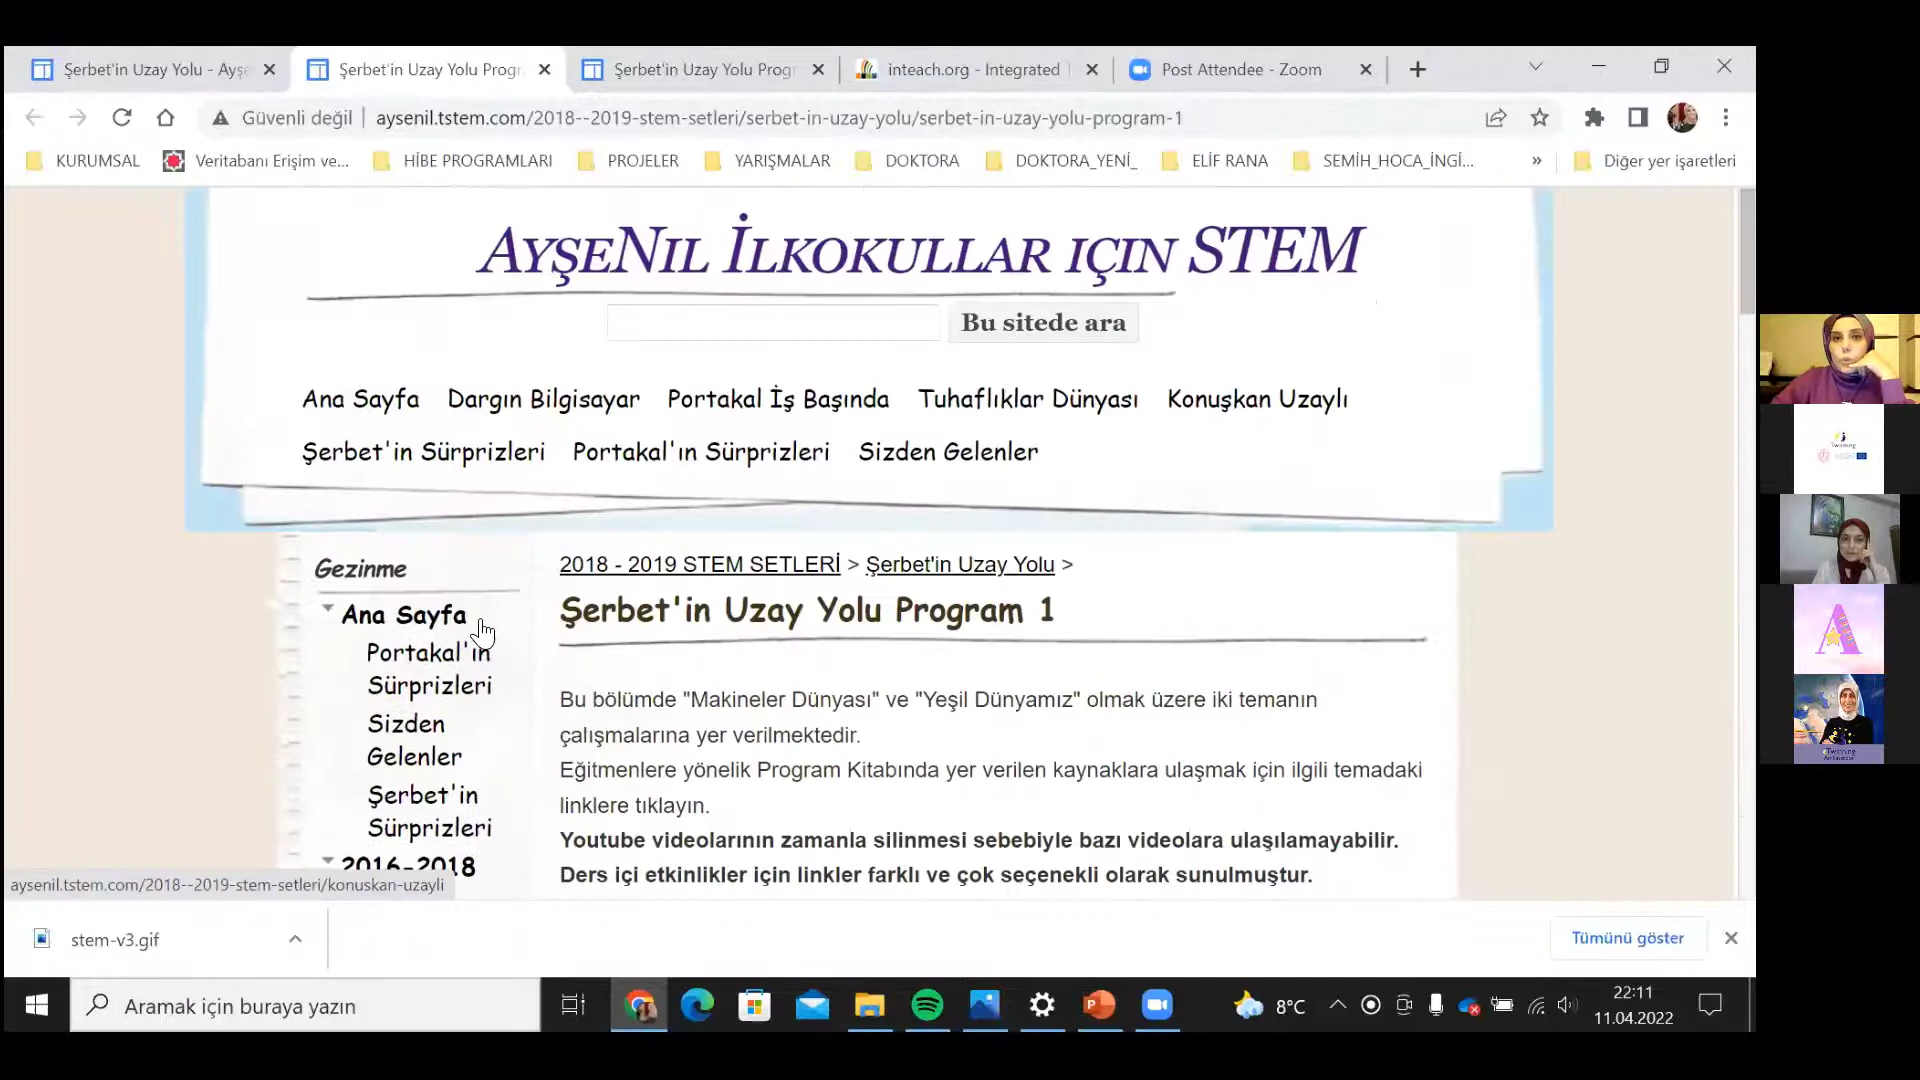 Şerbet'in Uzay Yolu - Ayşe
Şerbet'in Uzay Yolu Progr
Şerbet'in Uzay Yolu Prog
inteach.org - Integrated
Post Attendee - Zoom
Güvenli değil
aysenil.tstem.com/2018--2019-stem-setleri/serbet-in-uzay-yolu/serbet-in-uzay-yolu-program-1
KURUMSAL
Veritabanı Erişim ve...
HİBE PROGRAMLARI
PROJELER
YARIŞMALAR
DOKTORA
DOKTORA_YENİ_
ELİF RANA
SEMİH_HOCA_İNGİ...
»
Diğer yer işaretleri
AYŞENIL İLKOKULLAR IÇIN STEM
Bu sitede ara
Ana Sayfa Dargın Bilgisayar Portakal İş Başında Tuhaflıklar Dünyası Konuşkan Uzaylı
Şerbet'in Sürprizleri Portakal'ın Sürprizleri Sizden Gelenler
Gezinme
Ana Sayfa
Portakal'ın
Sürprizleri
Sizden
Gelenler
Şerbet'in
Sürprizleri
2016-2018
2018 - 2019 STEM SETLERİ > Şerbet'in Uzay Yolu >
Şerbet'in Uzay Yolu Program 1
Bu bölümde "Makineler Dünyası" ve "Yeşil Dünyamız" olmak üzere iki temanın
çalışmalarına yer verilmektedir.
Eğitmenlere yönelik Program Kitabında yer verilen kaynaklara ulaşmak için ilgili temadaki
linklere tıklayın.
Youtube videolarının zamanla silinmesi sebebiyle bazı videolara ulaşılamayabilir.
Ders içi etkinlikler için linkler farklı ve çok seçenekli olarak sunulmuştur.
aysenil.tstem.com/2018--2019-stem-setleri/konuskan-uzayli
stem-v3.gif
Tümünü göster
Aramak için buraya yazın
8°C
22:11
11.04.2022
A